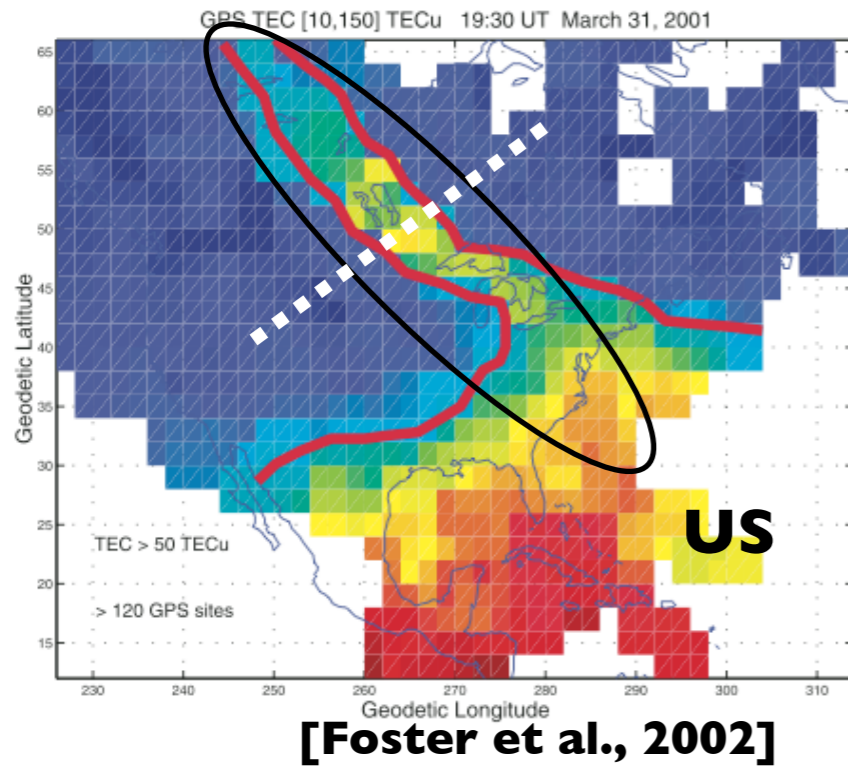 GPS TEC [10,150] TECu 19:30 UT March 31, 2001
65
60
55
50
45
40
35
30
25
20
15
Geodetic Latitude
US
TEC > 50 TECu
> 120 GPS sites
230 240 250 260 270 280 290 300 310
Geodetic Longitude
[Foster et al., 2002]